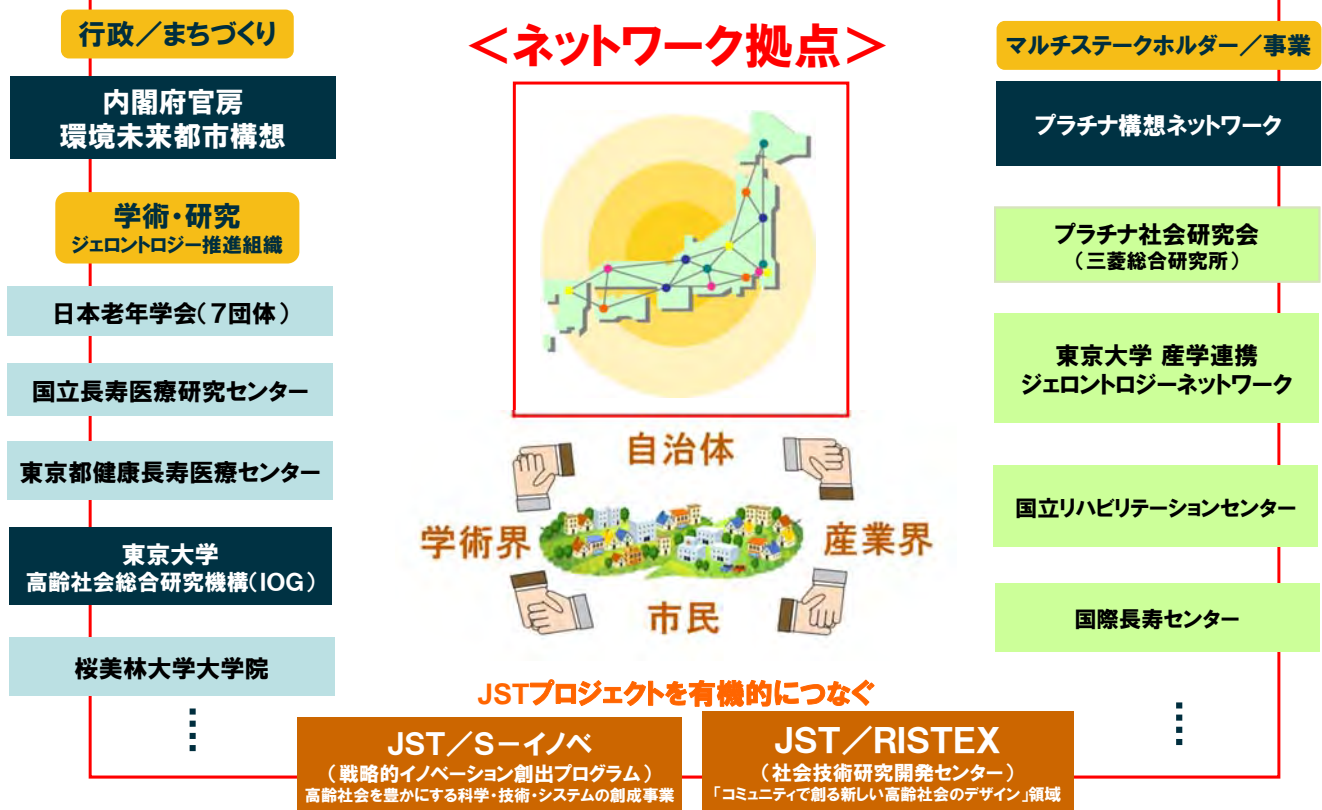 行政／まちづくり
内閣府官房
環境未来都市構想
学術・研究
ジェロントロジー推進組織
日本老年学会（7団体）
国立長寿医療研究センター
東京都健康長寿医療センター
東京大学
高齢社会総合研究機構（IOG）
桜美林大学大学院
⋮
＜ネットワーク拠点＞
自治体
学術界
産業界
市民
JSTプロジェクトを有機的につなぐ
JST／S－イノベ
（戦略的イノベーション創出プログラム）
高齢社会を豊かにする科学・技術・システムの創成事業
JST／RISTEX
（社会技術研究開発センター）
「コミュニティで創る新しい高齢社会のデザイン」領域
マルチステークホルダー／事業
プラチナ構想ネットワーク
プラチナ社会研究会
（三菱総合研究所）
東京大学 産学連携
ジェロントロジーネットワーク
国立リハビリテーションセンター
国際長寿センター
⋮